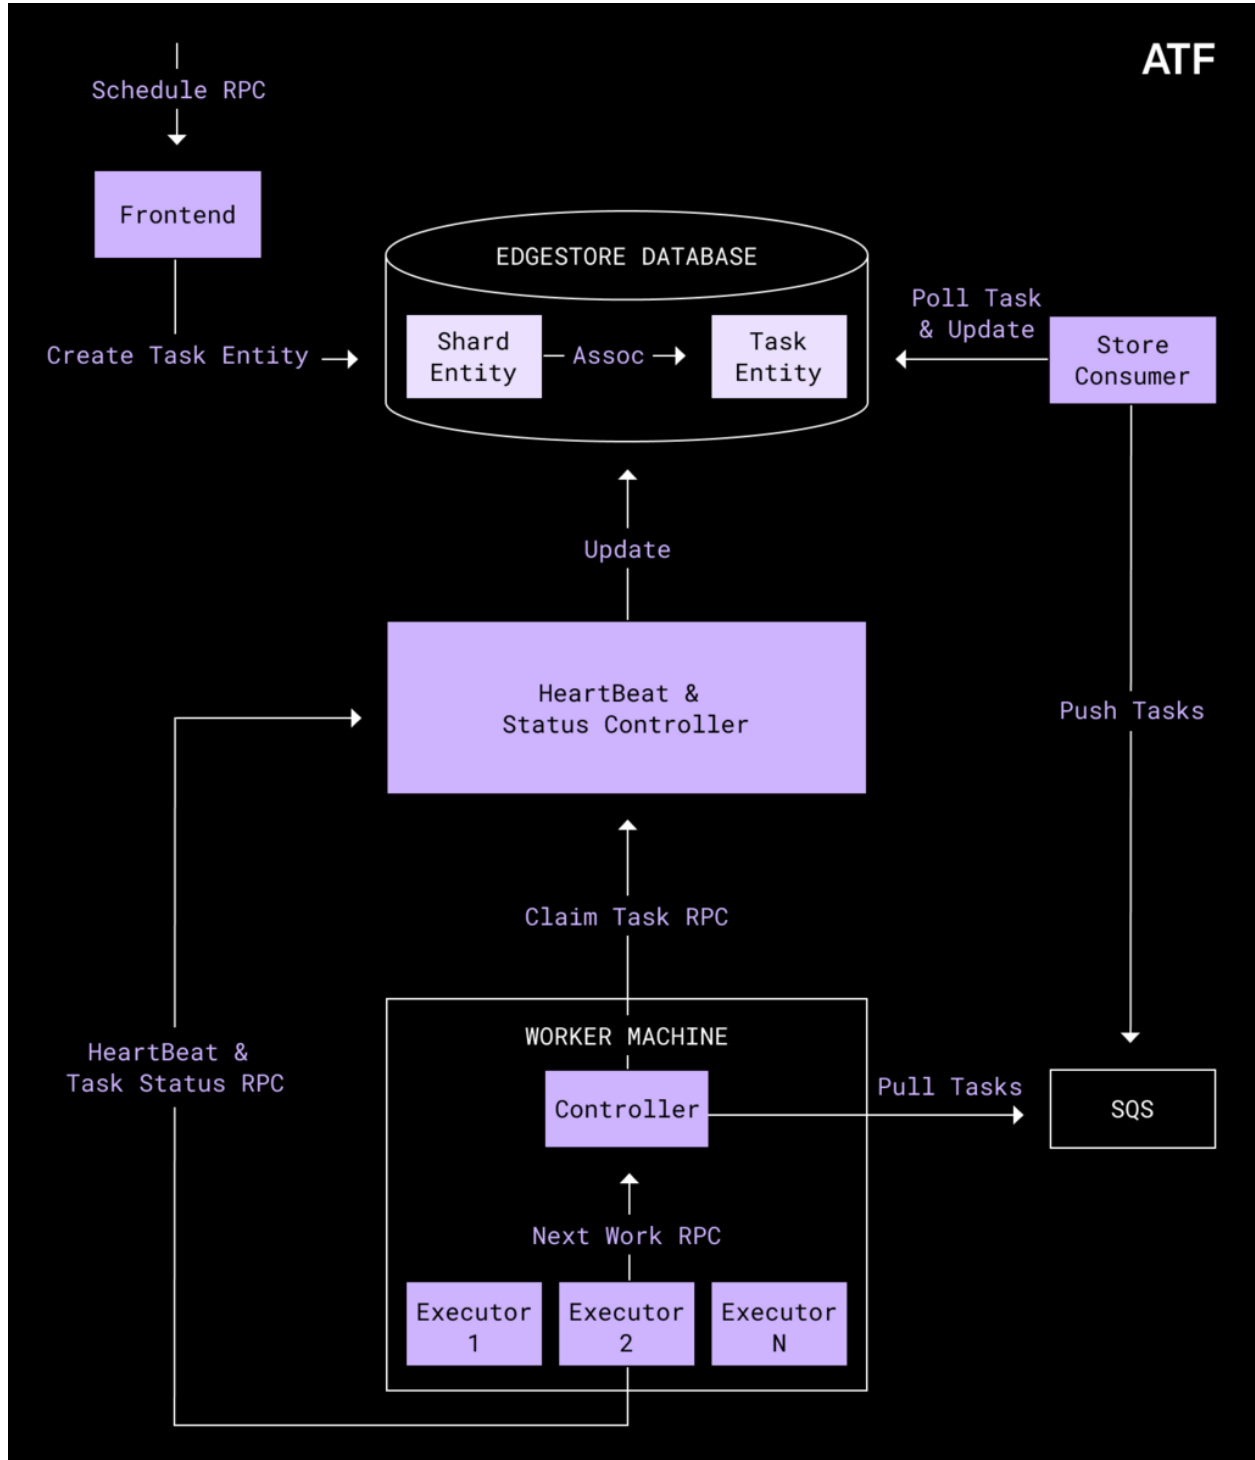 ATF
Schedule RPC
Frontend
Create Task Entity
EDGESTORE DATABASE
Shard
Entity
Assoc
Task
Entity
Poll Task
& Update
Store
Consumer
Update
HeartBeat &
Status Controller
Push Tasks
Claim Task RPC
HeartBeat &
Task Status RPC
WORKER MACHINE
Controller
Pull Tasks
SQS
Next Work RPC
Executor
1
Executor
2
Executor
N